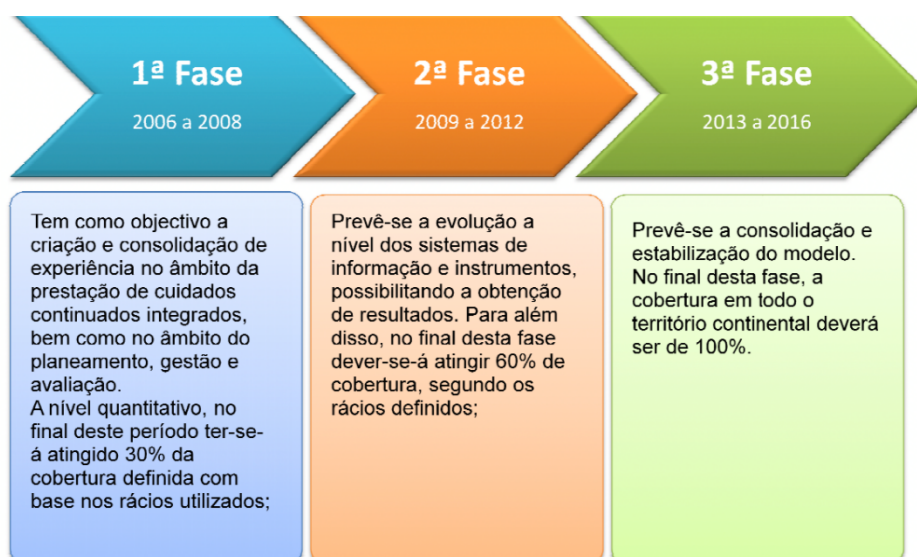 1ª Fase
2006 a 2008
2ª Fase
2009 a 2012
3ª Fase
2013 a 2016
Tem como objectivo a
criação e consolidação de
experiência no âmbito da
prestação de cuidados
continuados integrados,
bem como no âmbito do
planeamento, gestão e
avaliação.
A nível quantitativo, no
final deste período ter-se-
á atingido 30% da
cobertura definida com
base nos rácios utilizados;
Prevê-se a evolução a
nível dos sistemas de
informação e instrumentos,
possibilitando a obtenção
de resultados. Para além
disso, no final desta fase
dever-se-á atingir 60% de
cobertura, segundo os
rácios definidos;
Prevê-se a consolidação e
estabilização do modelo.
No final desta fase, a
cobertura em todo o
território continental deverá
ser de 100%.